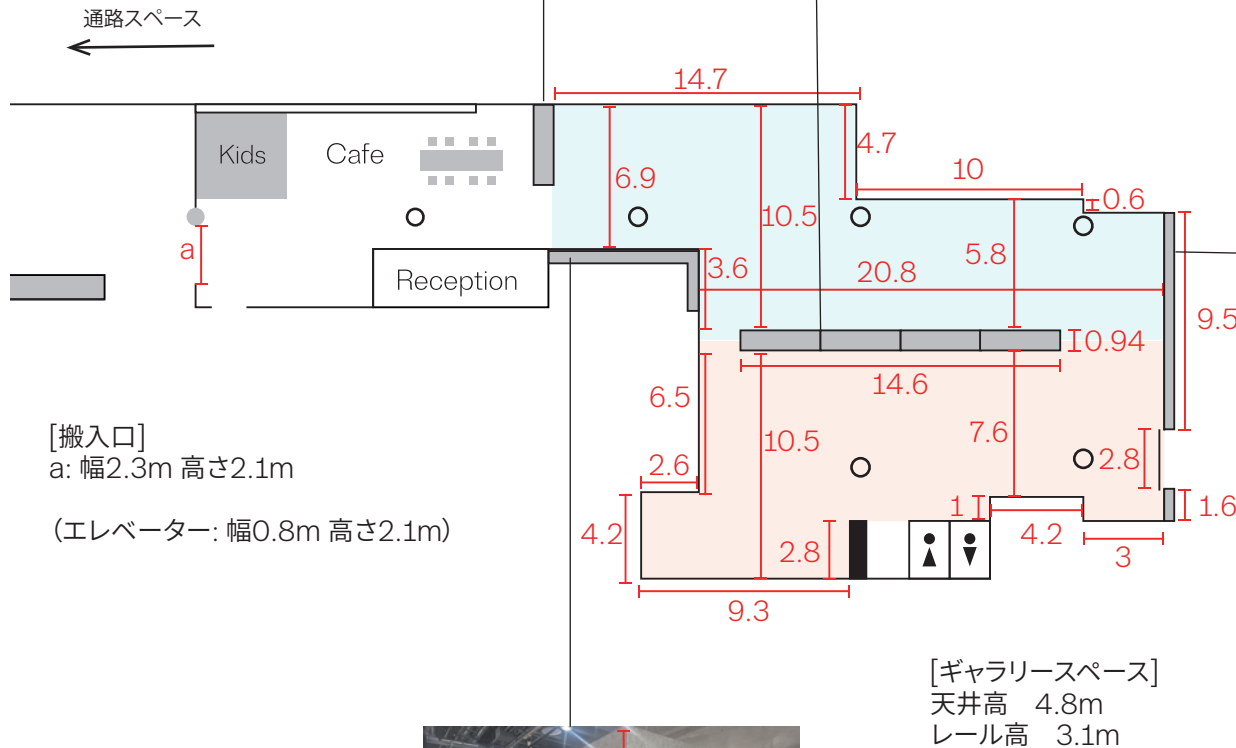 通路スペース
14.7
4.7
Kids
Cafe
6.9
10.5
10
0.6
a
Reception
3.6
5.8
20.8
9.5
0.94
14.6
6.5
10.5
7.6
2.8
[搬入口]
a: 幅2.3m 高さ2.1m
2.6
(エレベーター: 幅0.8m 高さ2.1m)
4.2
2.8
1
4.2
1.6
3
9.3
[ギャラリースペース]
天井高 4.8m
レール高 3.1m